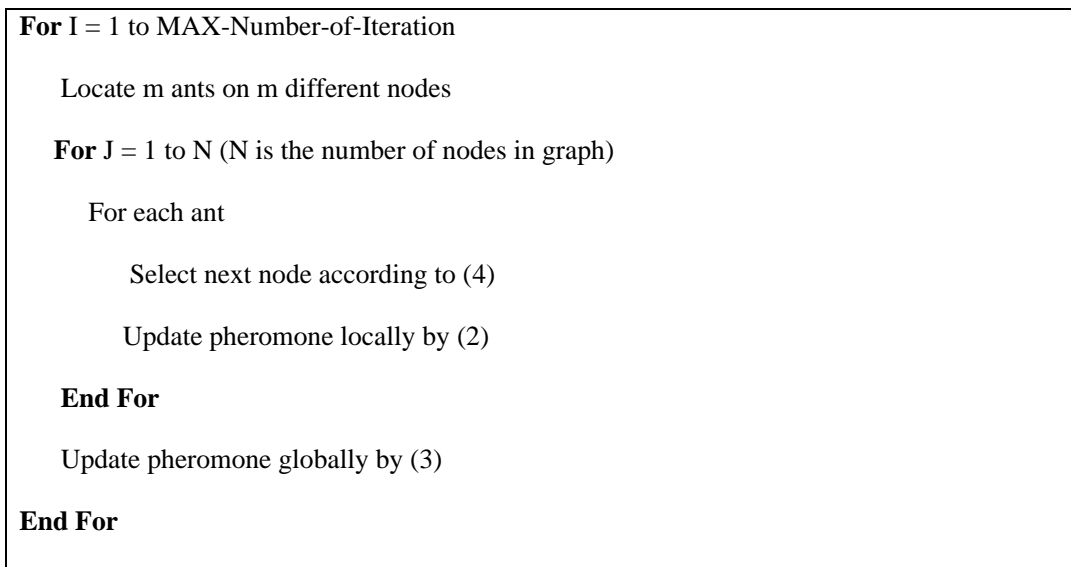 For I = 1 to MAX-Number-of-Iteration
Locate m ants on m different nodes
For J = 1 to N (N is the number of nodes in graph)
For each ant
Select next node according to (4)
Update pheromone locally by (2)
End For
Update pheromone globally by (3)
End For